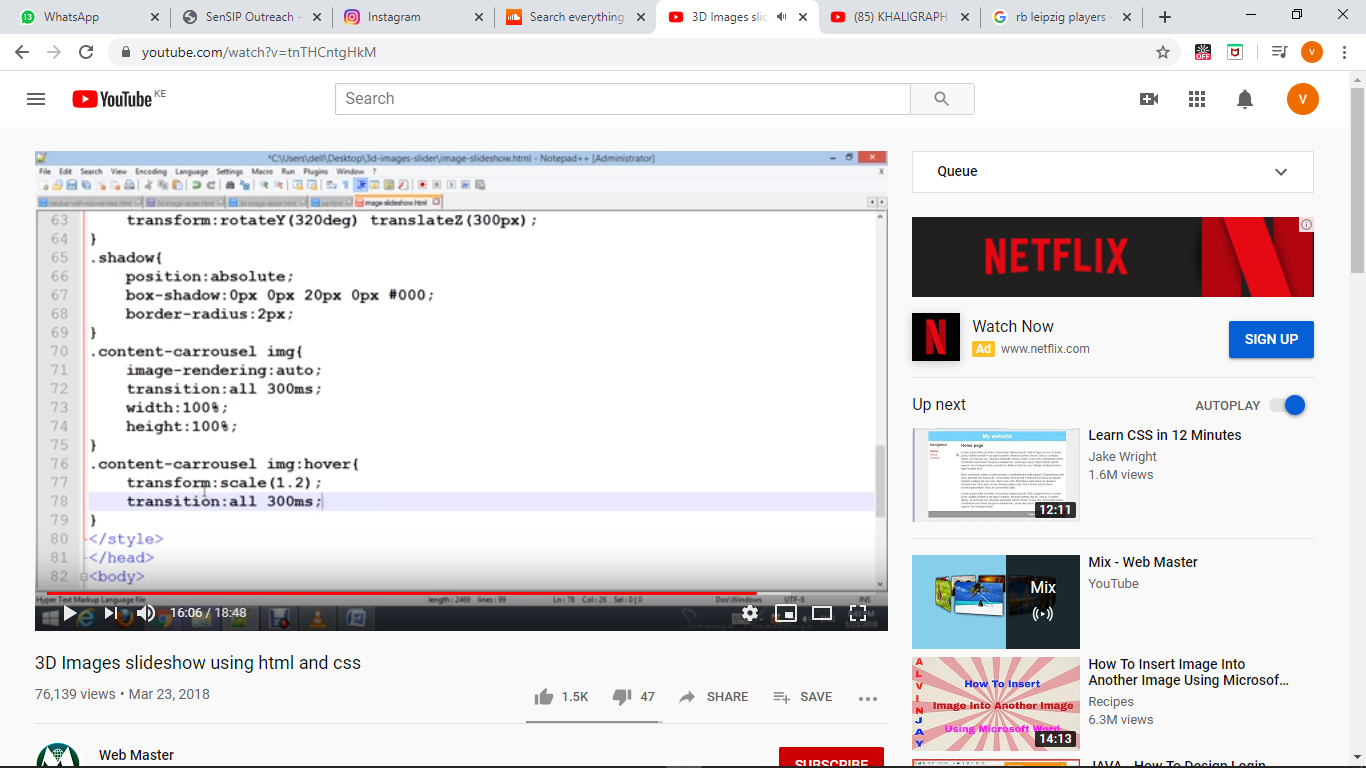 WhatsApp
SenSIP Outreach -
Instagram
Search everything
3D Images slid
(85) KHALIGRAPH
rb leipzig players -
youtube.com/watch?v=tnTHCntgHkM
OFF
V
YouTube KE
Search
V
*C:\Users\dell\Desktop\3d-images-slider\image-slideshow.html - Notepad++ [Administrator]
File Edit Search View Encoding Language Settings Macro Run Plugins Window ?
image-slideshow.html
63 transform:rotateY(320deg) translateZ(300px);
64 }
65 .shadow{
66 position:absolute;
67 box-shadow:0px 0px 20px 0px #000;
68 border-radius:2px;
69 }
70 .content-carrousel img{
71 image-rendering:auto;
72 transition:all 300ms;
73 width:100%;
74 height:100%;
75 }
76 .content-carrousel img:hover{
77 transform:scale(1.2);
78 transition:all 300ms;
79 }
80 </style>
81 </head>
82 <body>
Hyper Text Markup Language file length : 2469 lines : 99 Ln : 78 Col : 26 Sel : 0 | 0 Dos\Windows UTF-8 INS
16:06 / 18:48
3D Images slideshow using html and css
76,139 views • Mar 23, 2018
1.5K
47
SHARE
SAVE
Web Master
SUBSCRIBE
Queue
NETFLIX
Watch Now
Ad www.netflix.com
SIGN UP
Up next
AUTOPLAY
My website
Home page
12:11
Learn CSS in 12 Minutes
Jake Wright
1.6M views
Mix
Mix - Web Master
YouTube
ALVIN JAY
How To Insert
Image Into Another Image
Using Microsoft Word
14:13
How To Insert Image Into
Another Image Using Microsof…
Recipes
6.3M views
JAVA - How To Design Login